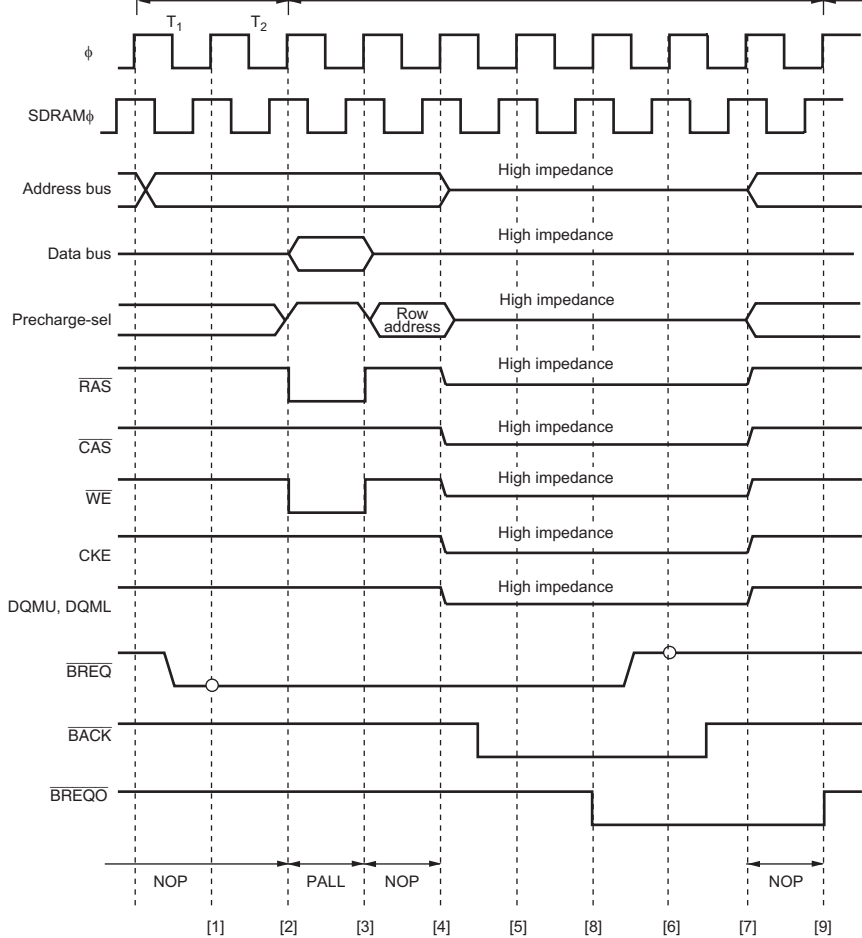 T1 T2
ϕ
SDRAMϕ
Address bus High impedance
Data bus High impedance
Precharge-sel Row address High impedance
RAS High impedance
CAS High impedance
WE High impedance
CKE High impedance
DQMU, DQML High impedance
BREQ
BACK
BREQO
NOP PALL NOP NOP
[1] [2] [3] [4] [5] [8] [6] [7] [9]